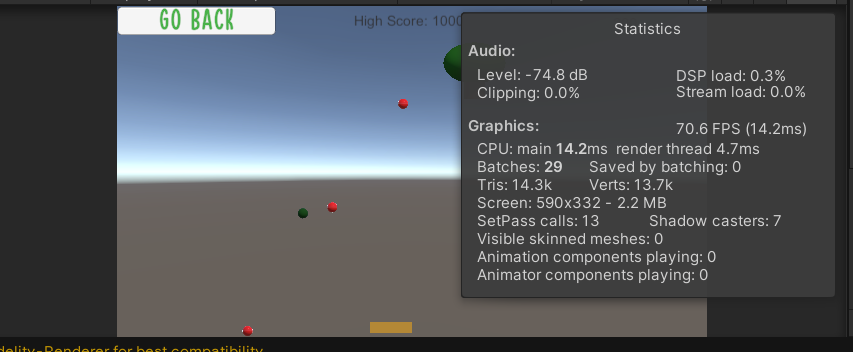 GO BACK
High Score: 1000
Statistics
Audio:
Level: -74.8 dB DSP load: 0.3%
Clipping: 0.0% Stream load: 0.0%
Graphics: 70.6 FPS (14.2ms)
CPU: main 14.2ms render thread 4.7ms
Batches: 29 Saved by batching: 0
Tris: 14.3k Verts: 13.7k
Screen: 590x332 - 2.2 MB
SetPass calls: 13 Shadow casters: 7
Visible skinned meshes: 0
Animation components playing: 0
Animator components playing: 0
delity-Renderer for best compatibility